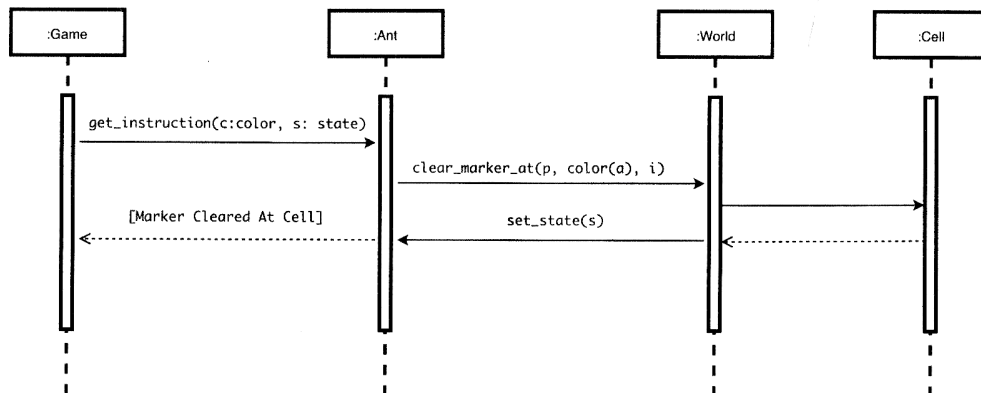 :Game
:Ant
:World
:Cell
get_instruction(c:color, s: state)
clear_marker_at(p, color(a), i)
[Marker Cleared At Cell]
set_state(s)